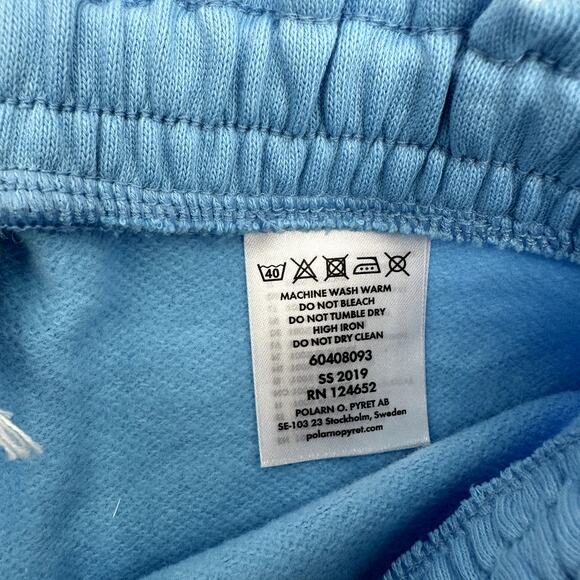 40
MACHINE WASH WARM
DO NOT BLEACH
DO NOT TUMBLE DRY
HIGH IRON
DO NOT DRY CLEAN
60408093
SS 2019
RN 124652
POLARN O. PYRET AB
SE-103 23 Stockholm, Sweden
polarnopyret.com